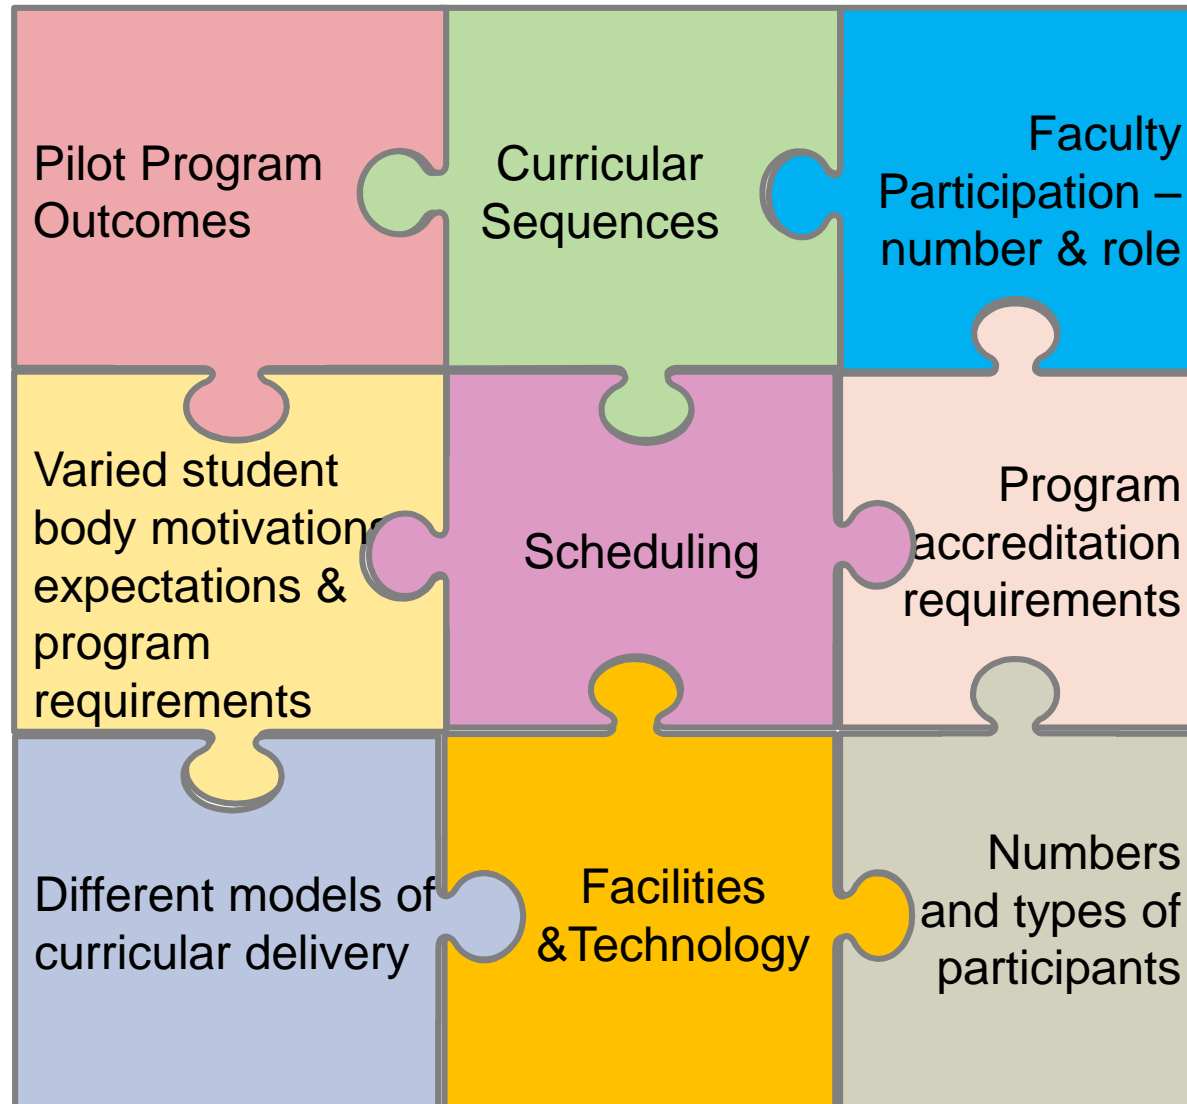 Pilot Program
Outcomes
Curricular
Sequences
Faculty
Participation –
number & role
Varied student
body motivations
expectations &
program
requirements
Scheduling
Program
accreditation
requirements
Different models of
curricular delivery
Facilities
&Technology
Numbers
and types of
participants